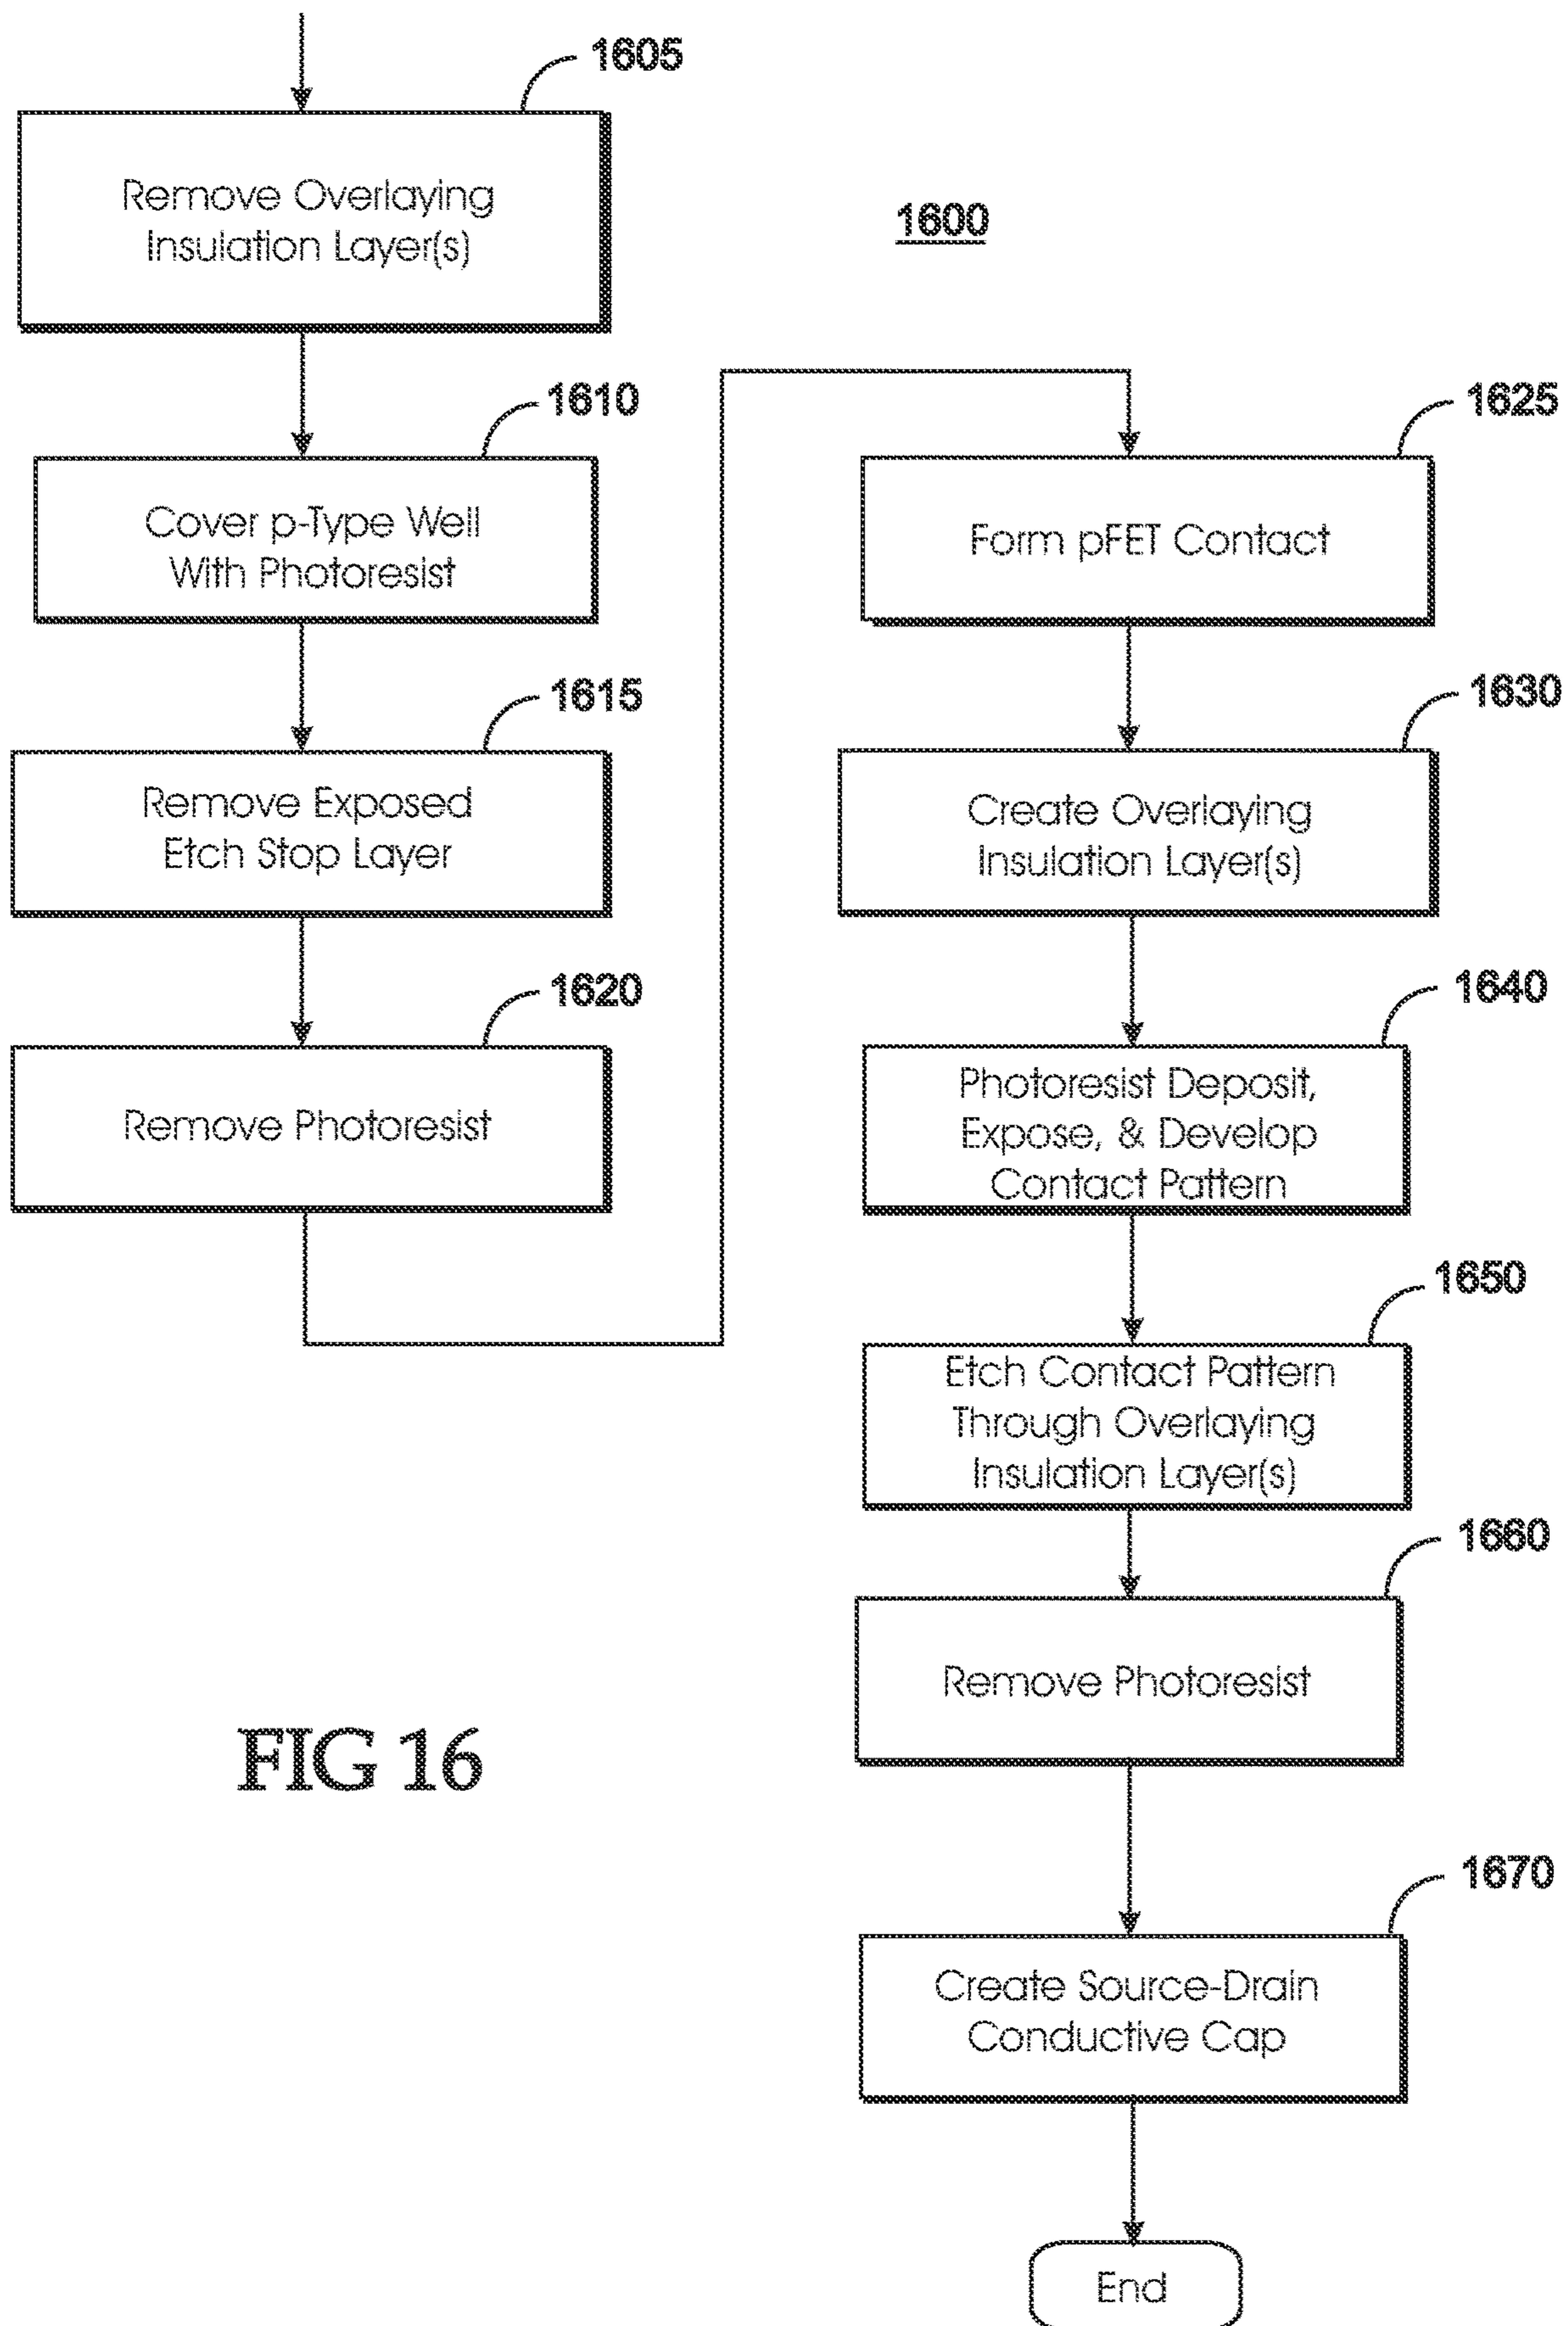 1605
Remove Overlaying
Insulation Layer(s)
1600
1610
Cover p-Type Well
With Photoresist
1615
Remove Exposed
Etch Stop Layer
1620
Remove Photoresist
1625
Form pFET Contact
1630
Create Overlaying
Insulation Layer(s)
1640
Photoresist Deposit,
Expose, & Develop
Contact Pattern
1650
Etch Contact Pattern
Through Overlaying
Insulation Layer(s)
1660
Remove Photoresist
1670
Create Source-Drain
Conductive Cap
End
FIG 16